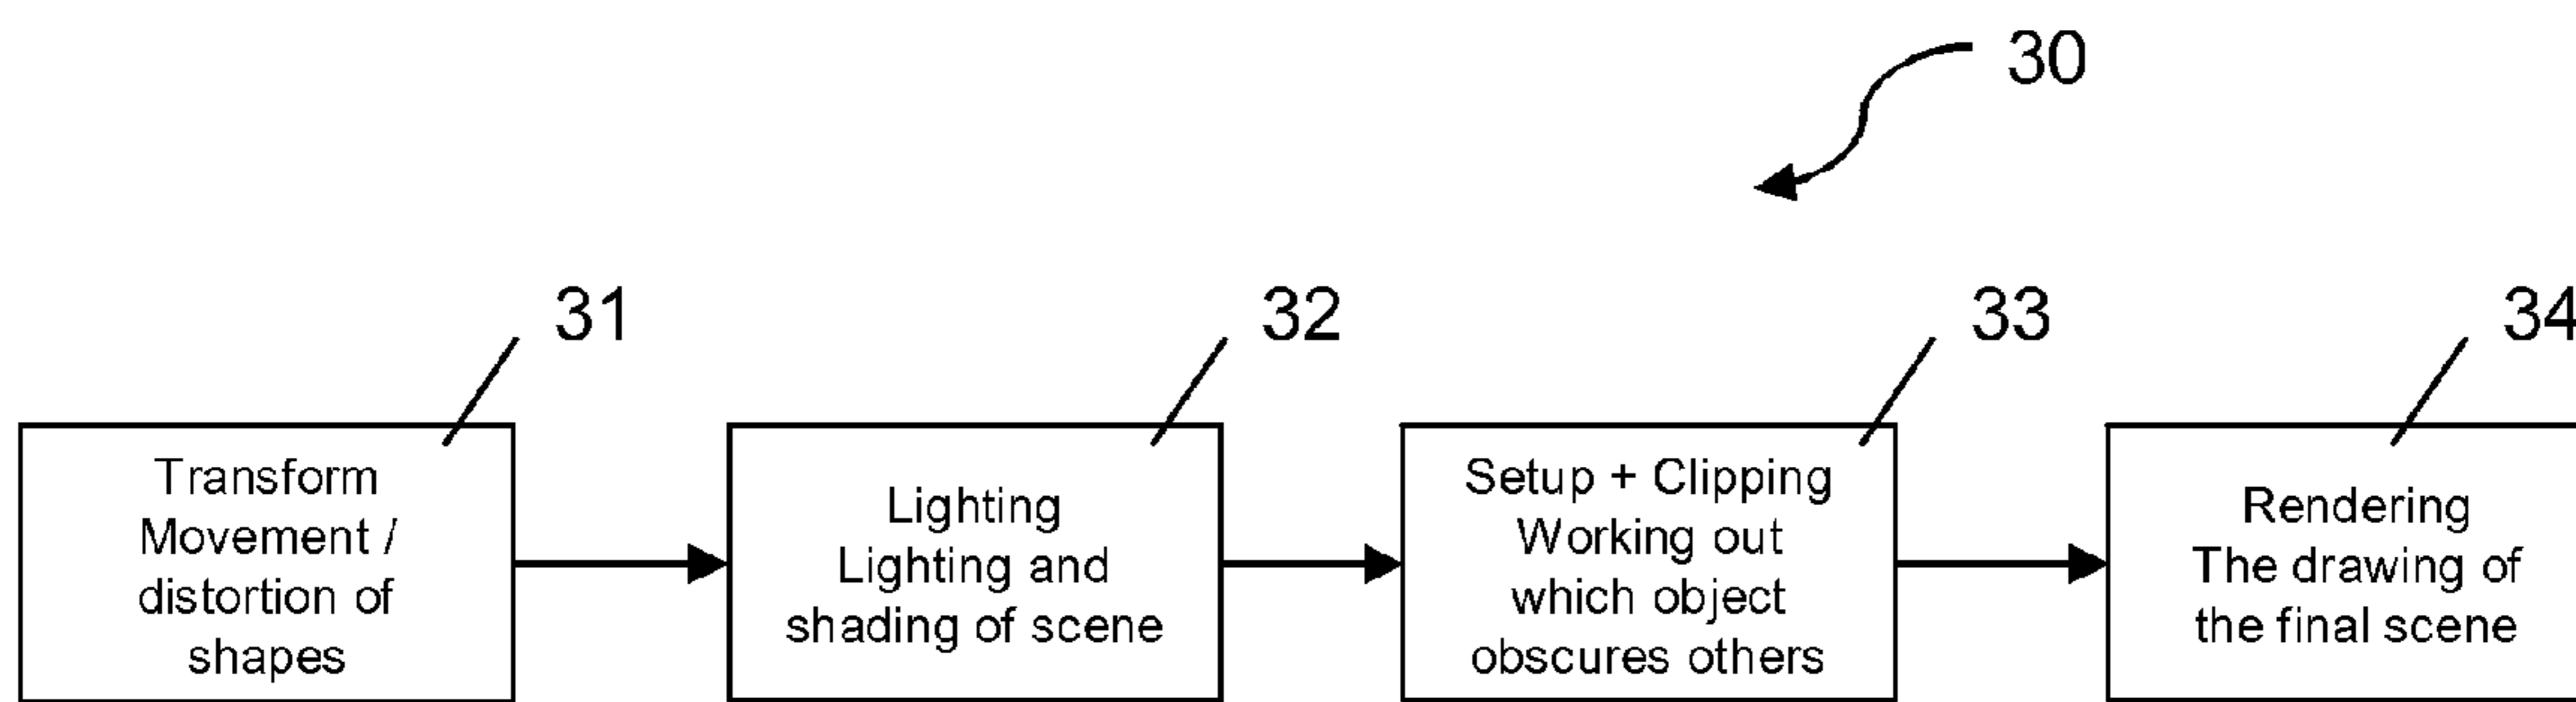 30
31
32
33
34
Transform
Movement /
distortion of
shapes
Lighting
Lighting and
shading of scene
Setup + Clipping
Working out
which object
obscures others
Rendering
The drawing of
the final scene